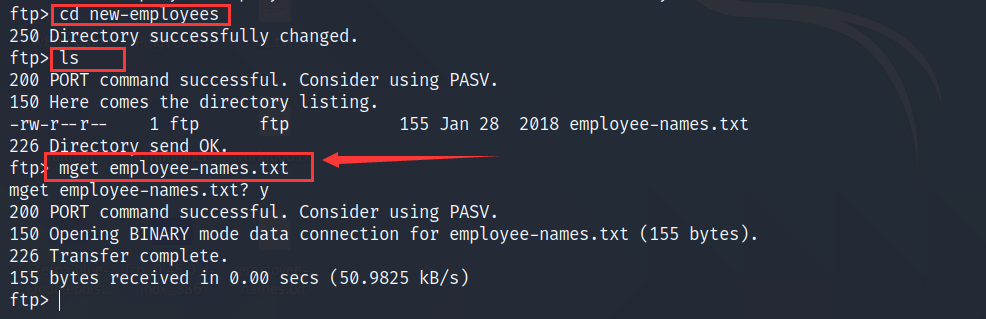 ftp> cd new-employees
250 Directory successfully changed.
ftp> ls
200 PORT command successful. Consider using PASV.
150 Here comes the directory listing.
-rw-r--r--    1 ftp      ftp           155 Jan 28  2018 employee-names.txt
226 Directory send OK.
ftp> mget employee-names.txt
mget employee-names.txt? y
200 PORT command successful. Consider using PASV.
150 Opening BINARY mode data connection for employee-names.txt (155 bytes).
226 Transfer complete.
155 bytes received in 0.00 secs (50.9825 kB/s)
ftp>